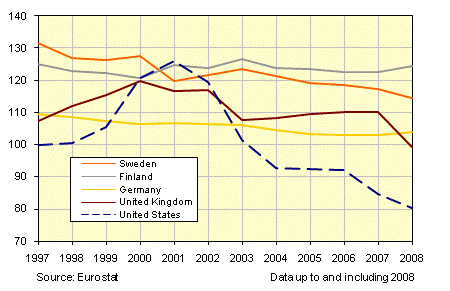 140
130
120
110
100
90
80
70
Sweden
Finland
Germany
United Kingdom
United States
1997 1998 1999 2000 2001 2002 2003 2004 2005 2006 2007 2008
Source: Eurostat Data up to and including 2008